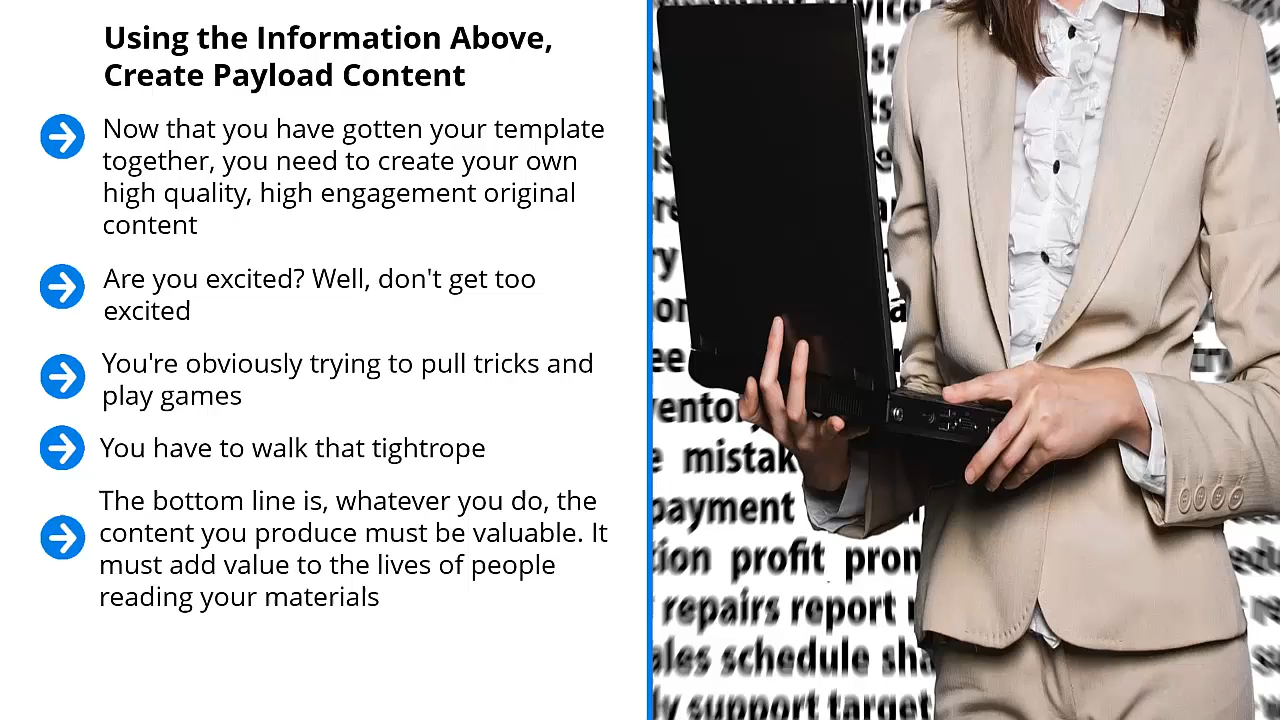 Using the Information Above,
Create Payload Content
Now that you have gotten your template
together, you need to create your own
high quality, high engagement original
content
Are you excited? Well, don't get too
excited
You're obviously trying to pull tricks and
play games
You have to walk that tightrope
The bottom line is, whatever you do, the
content you produce must be valuable. It
must add value to the lives of people
reading your materials
mistak
payment
profit pron
repairs report
schedule sha
support target